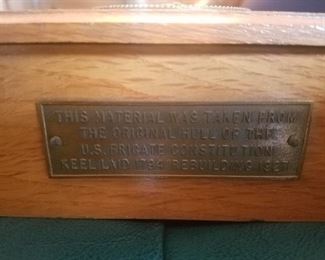 THIS MATERIAL WAS TAKEN FROM
THE ORIGINAL HULL OF THE
U.S. FRIGATE CONSTITUTION
KEEL LAID 1794 REBUILDING 1927